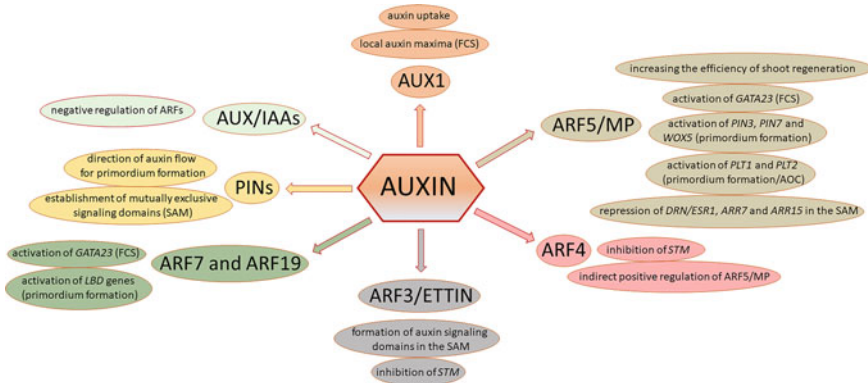 auxin uptake
local auxin maxima (FCS)
AUX1
increasing the efficiency of shoot regeneration
activation of GATA23 (FCS)
activation of PIN3, PIN7 and
WOX5 (primordium formation)
activation of PLT1 and PLT2
(primordium formation/AOC)
repression of DRN/ESR1, ARR7 and ARR15 in the SAM
ARF5/MP
negative regulation of ARFs
AUX/IAAs
direction of auxin flow
for primordium formation
establishment of mutually exclusive
signaling domains (SAM)
PINs
AUXIN
activation of GATA23 (FCS)
activation of LBD genes
(primordium formation)
ARF7 and ARF19
ARF4
inhibition of STM
indirect positive regulation of ARF5/MP
ARF3/ETTIN
formation of auxin signaling
domains in the SAM
inhibition of STM